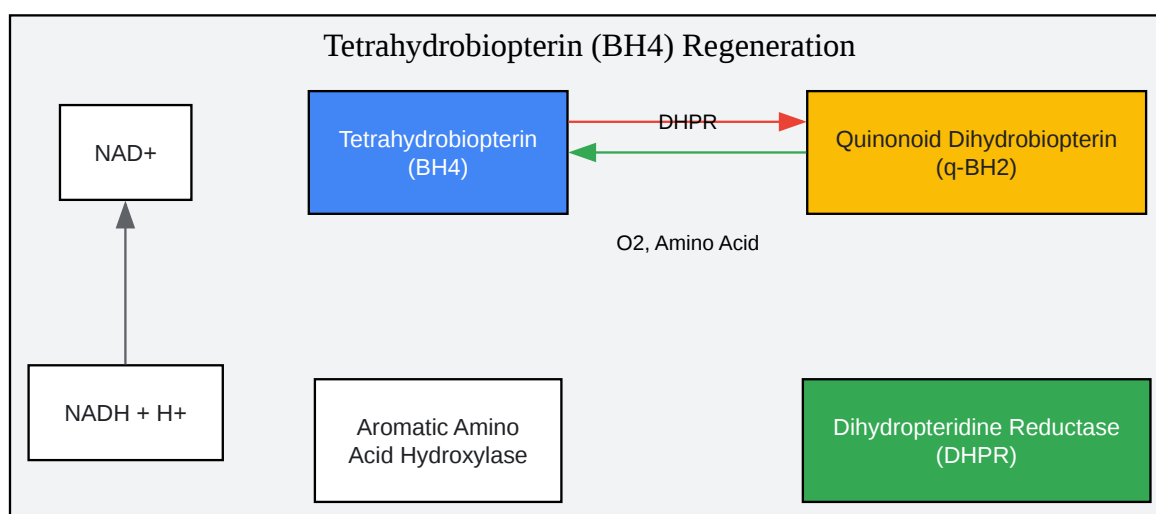 Tetrahydrobiopterin (BH4) Regeneration
NAD+
Tetrahydrobiopterin
(BH4)
DHPR
Quinonoid Dihydrobiopterin
(q-BH2)
O2, Amino Acid
NADH + H+
Aromatic Amino
Acid Hydroxylase
Dihydropteridine Reductase
(DHPR)